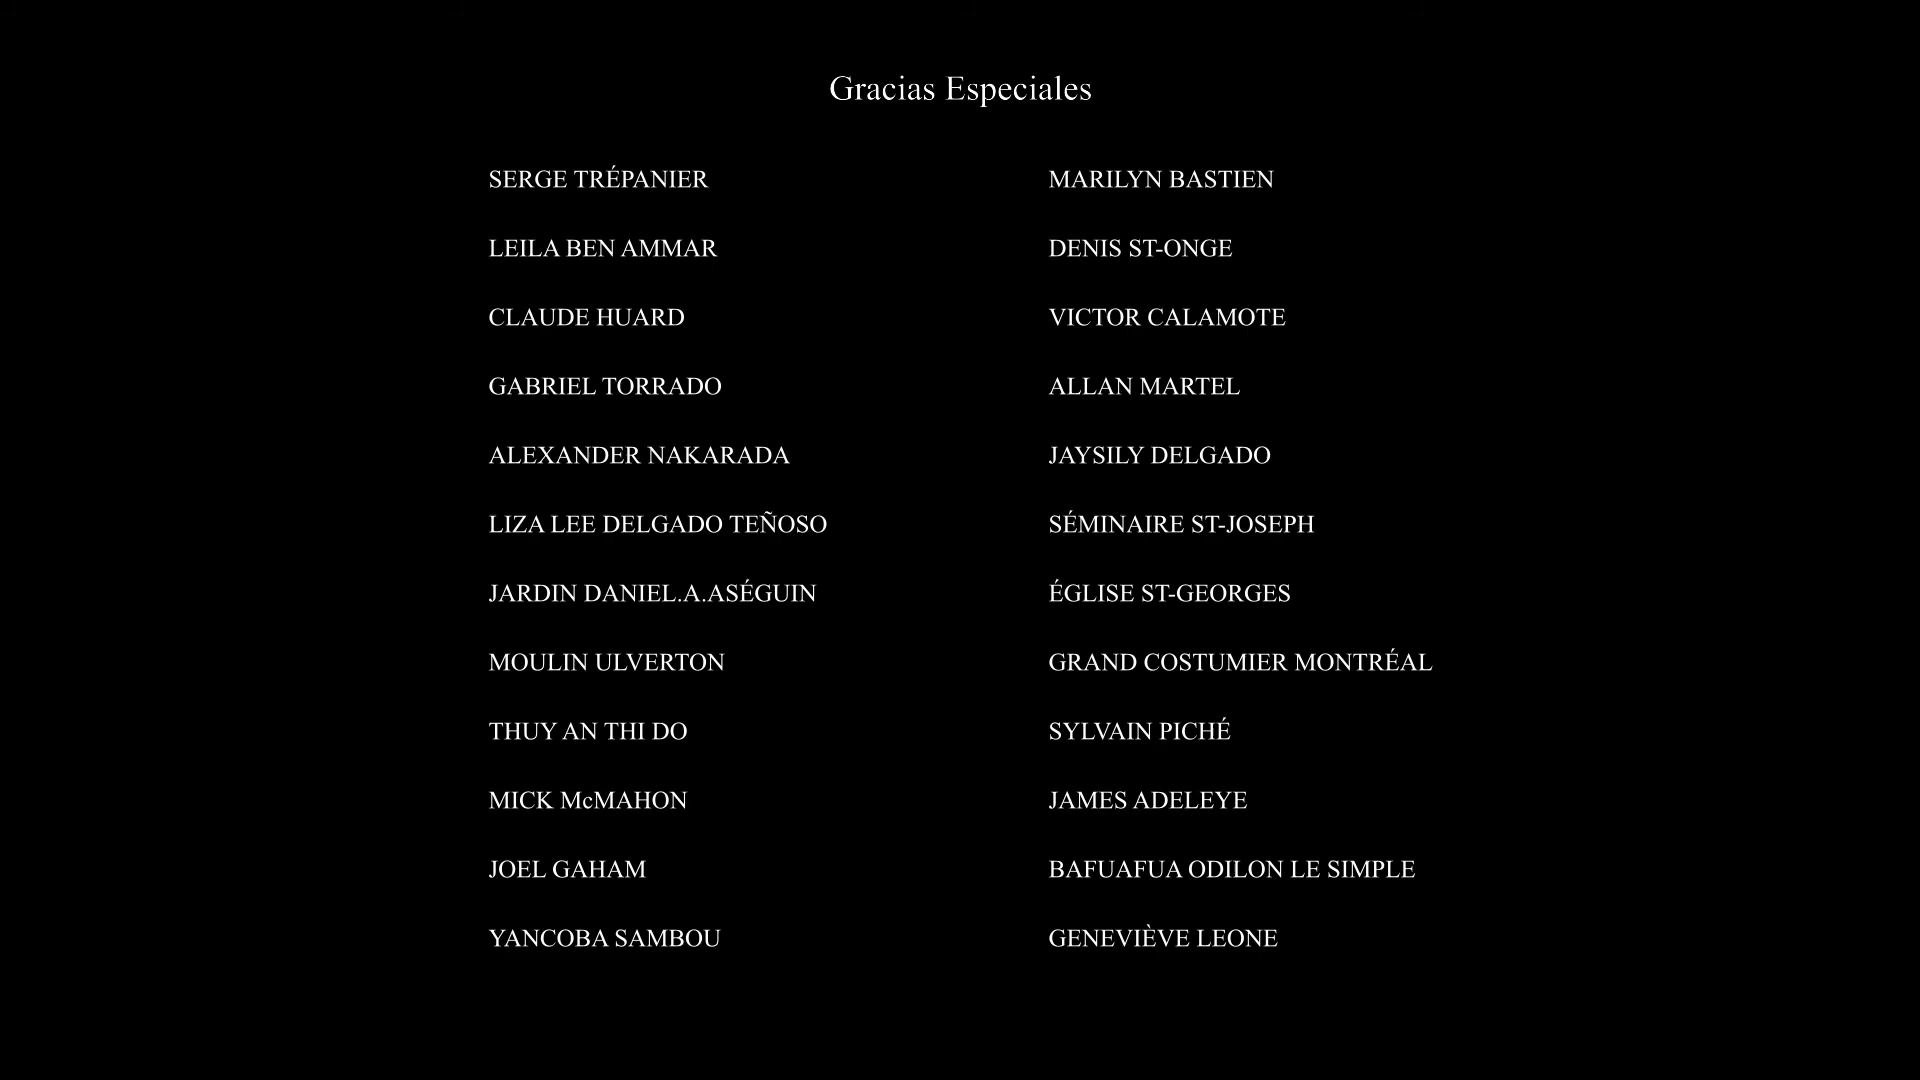 Gracias Especiales
SERGE TRÉPANIER
MARILYN BASTIEN
LEILA BEN AMMAR
DENIS ST-ONGE
CLAUDE HUARD
VICTOR CALAMOTE
GABRIEL TORRADO
ALLAN MARTEL
ALEXANDER NAKARADA
JAYSILY DELGADO
LIZA LEE DELGADO TEÑOSO
SÉMINAIRE ST-JOSEPH
JARDIN DANIEL.A.ASÉGUIN
ÉGLISE ST-GEORGES
MOULIN ULVERTON
GRAND COSTUMIER MONTRÉAL
THUY AN THI DO
SYLVAIN PICHÉ
MICK McMAHON
JAMES ADELEYE
JOEL GAHAM
BAFUAFUA ODILON LE SIMPLE
YANCOBA SAMBOU
GENEVIÈVE LEONE